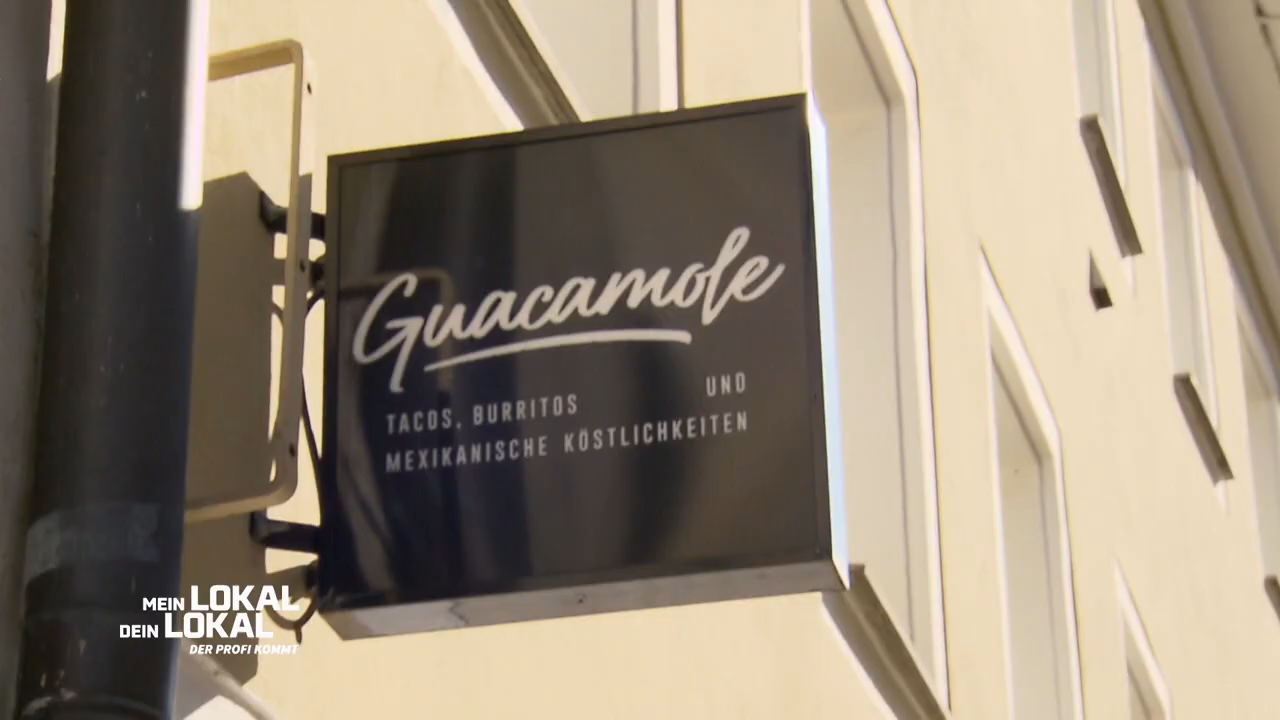 Guacamole
TACOS, BURRITOS UND
MEXIKANISCHE KÖSTLICHKEITEN
MEIN LOKAL
DEIN LOKAL
DER PROFI KOMMT